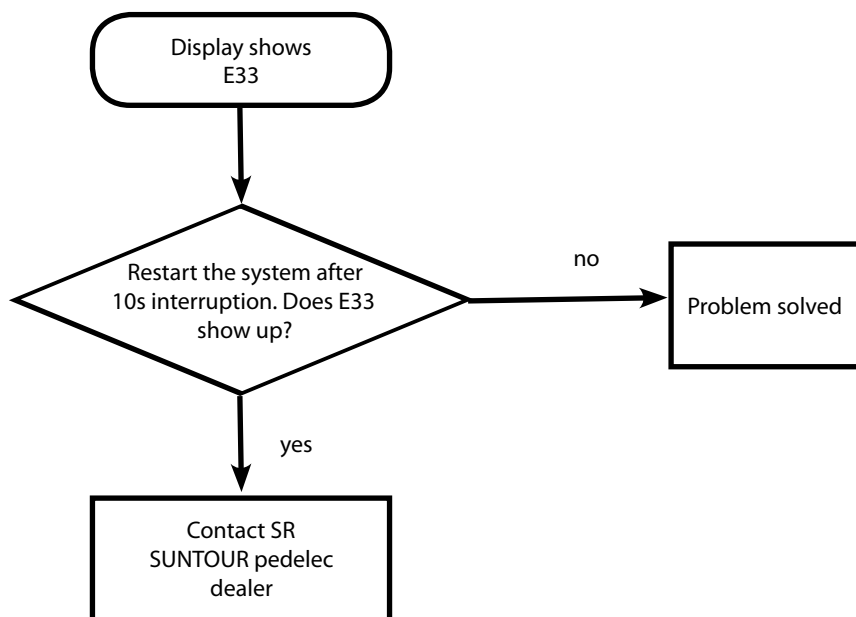 Display shows
E33
Restart the system after
10s interruption. Does E33
show up?
no
Problem solved
yes
Contact SR
SUNTOUR pedelec
dealer